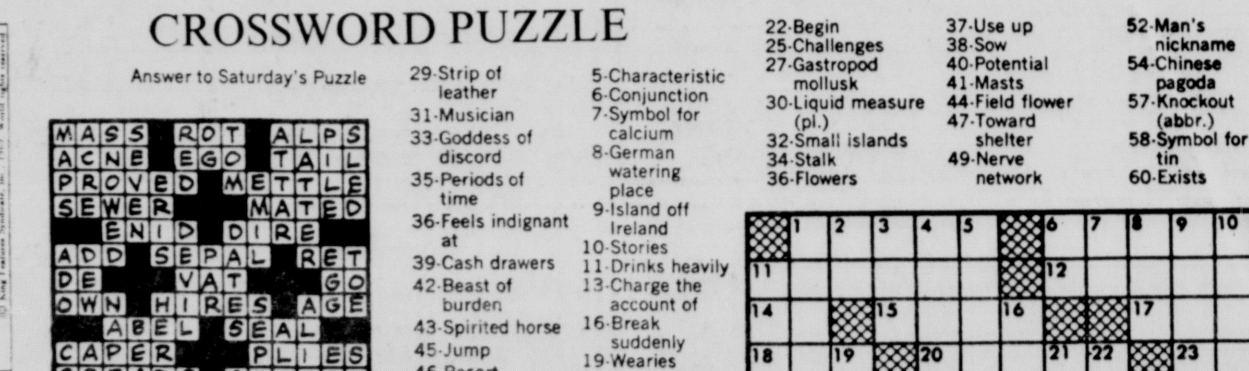 CROSSWORD PUZZLE
Answer to Saturday's Puzzle
MASS ROT ALPS
ACNE EGO TAIL
PROVED METTLE
SEWER MATED
ENID DIRE
ADD SEPAL RET
DE VAT GO
OWN HIRES AGE
ABEL SEAL
CAPER PLIES
29-Strip of
leather
31-Musician
33-Goddess of
discord
35-Periods of
time
36-Feels indignant
at
39-Cash drawers
42-Beast of
burden
43-Spirited horse
45-Jump
5-Characteristic
6-Conjunction
7-Symbol for
calcium
8-German
watering
place
9-Island off
Ireland
10-Stories
11-Drinks heavily
13-Charge the
account of
16-Break
suddenly
19-Wearies
22-Begin
25-Challenges
27-Gastropod
mollusk
30-Liquid measure
(pl.)
32-Small islands
34-Stalk
36-Flowers
37-Use up
38-Sow
40-Potential
41-Masts
44-Field flower
47-Toward
shelter
49-Nerve
network
52-Man's
nickname
54-Chinese
pagoda
57-Knockout
(abbr.)
58-Symbol for
tin
60-Exists
1 2 3 4 5 6 7 8 9 10
11 12
14 15 16 17
18 19 20 21 22 23